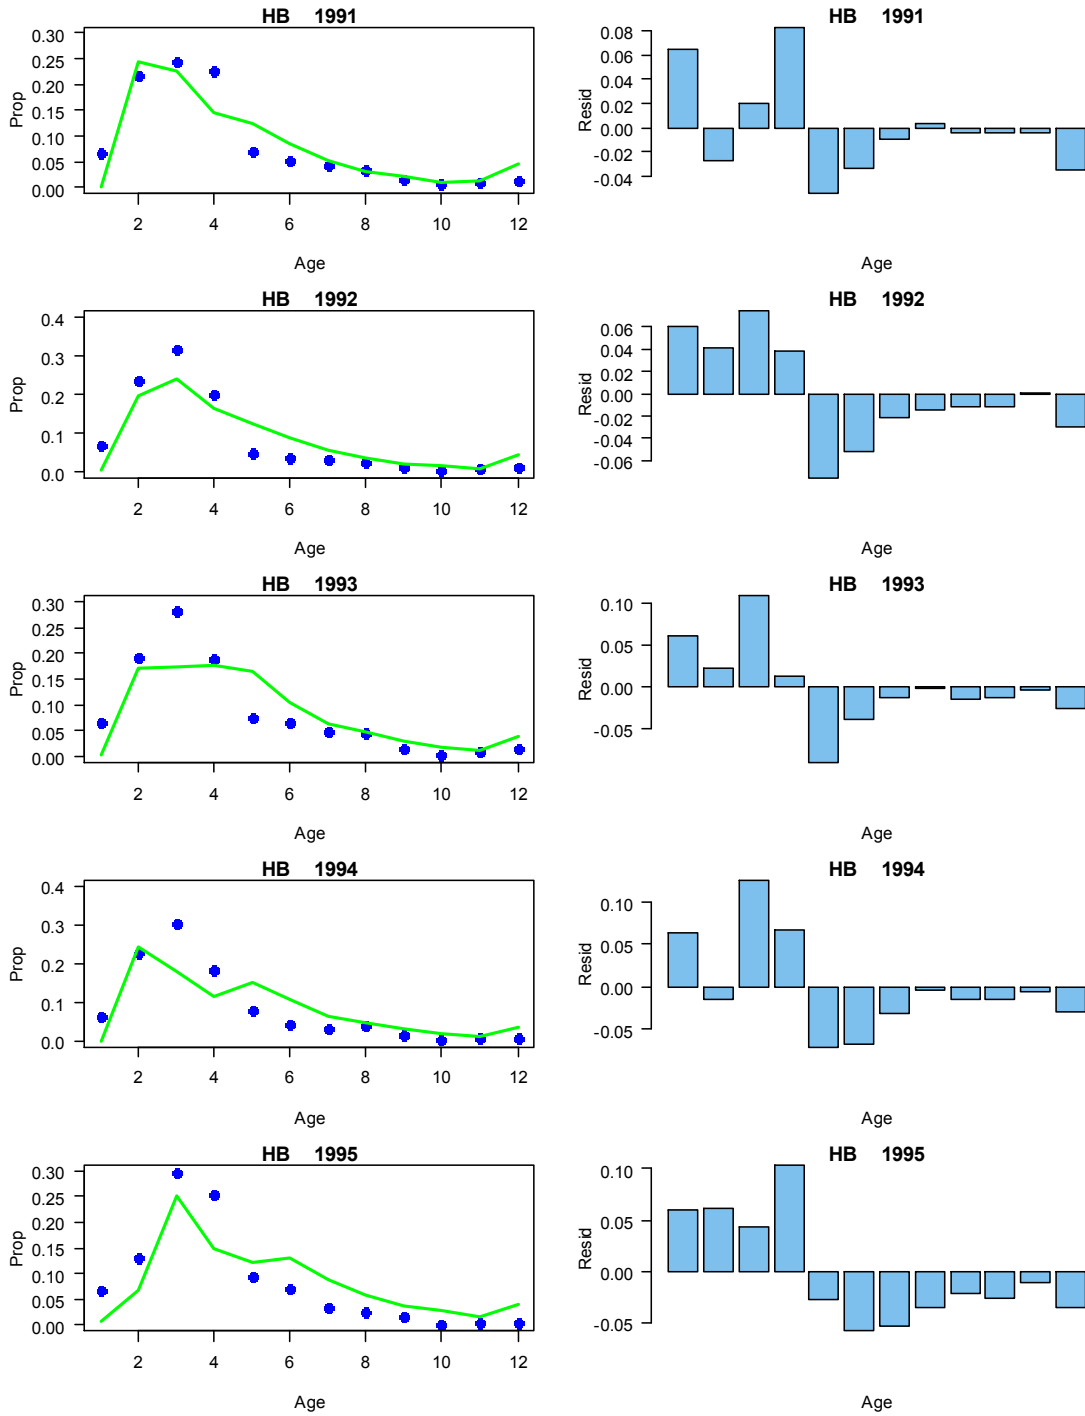 HB 1991
0.30
0.25
0.20
0.15
0.10
0.05
0.00
Prop
2 4 6 8 10 12
Age
HB 1991
0.08
0.06
0.04
0.02
0.00
-0.02
-0.04
Resid
Age
HB 1992
0.4
0.3
0.2
0.1
0.0
Prop
2 4 6 8 10 12
Age
HB 1992
0.06
0.04
0.02
0.00
-0.02
-0.04
-0.06
Resid
Age
HB 1993
0.30
0.25
0.20
0.15
0.10
0.05
0.00
Prop
2 4 6 8 10 12
Age
HB 1993
0.10
0.05
0.00
-0.05
Resid
Age
HB 1994
0.4
0.3
0.2
0.1
0.0
Prop
2 4 6 8 10 12
Age
HB 1994
0.10
0.05
0.00
-0.05
Resid
Age
HB 1995
0.30
0.25
0.20
0.15
0.10
0.05
0.00
Prop
2 4 6 8 10 12
Age
HB 1995
0.10
0.05
0.00
-0.05
Resid
Age